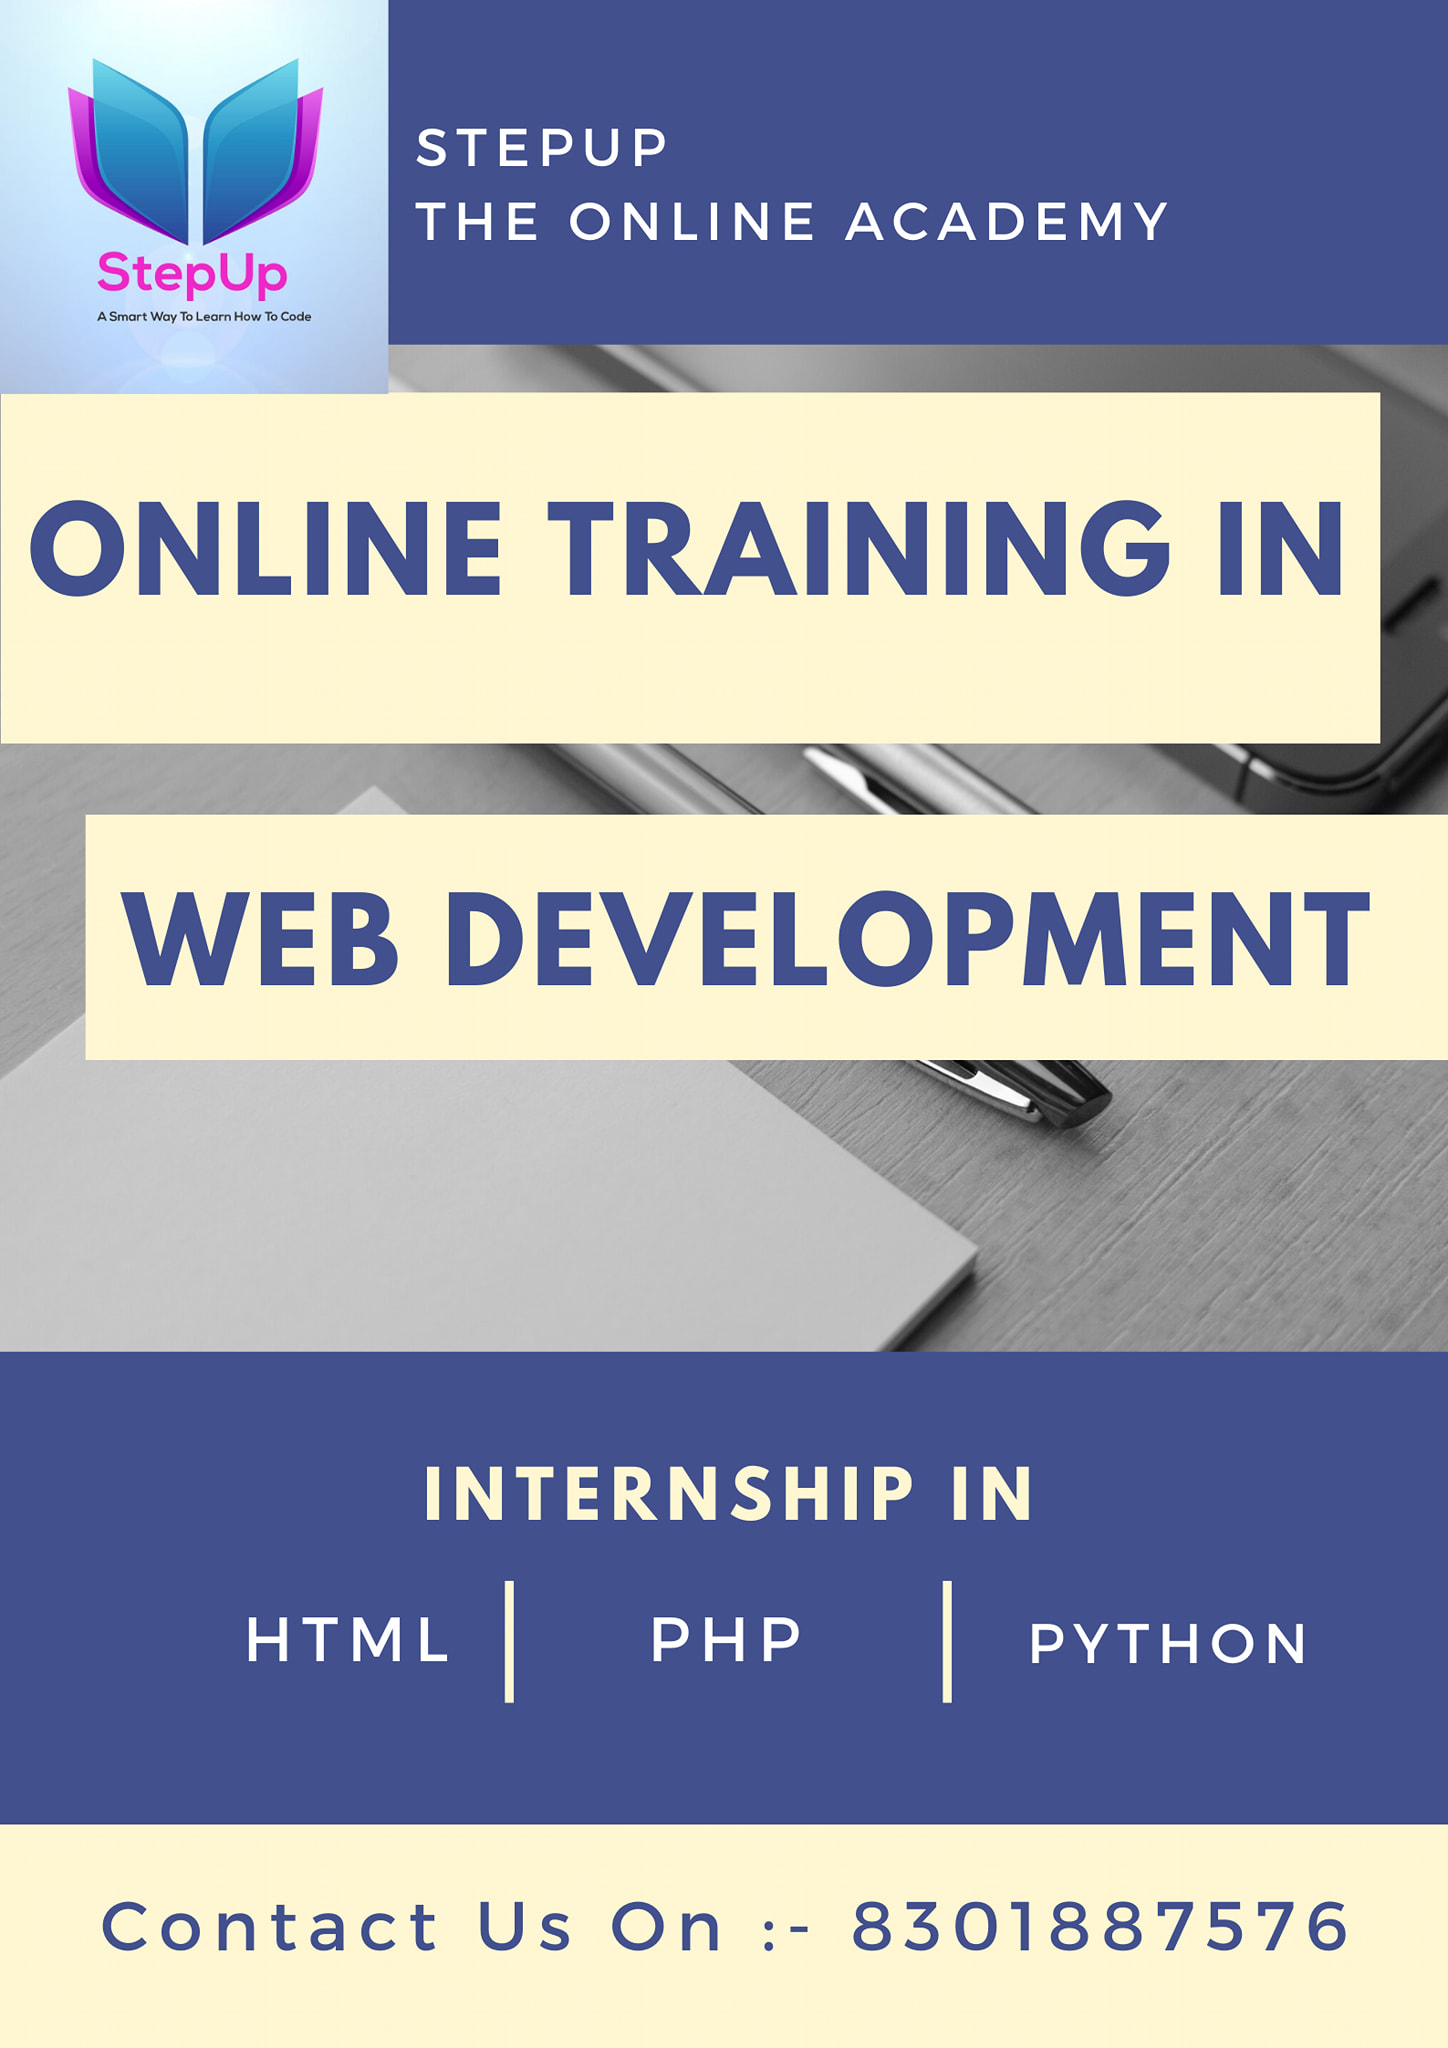 StepUp
A Smart Way To Learn How To Code
STEPUP
THE ONLINE ACADEMY
ONLINE TRAINING IN
WEB DEVELOPMENT
INTERNSHIP IN
HTML | PHP | PYTHON
Contact Us On :- 8301887576